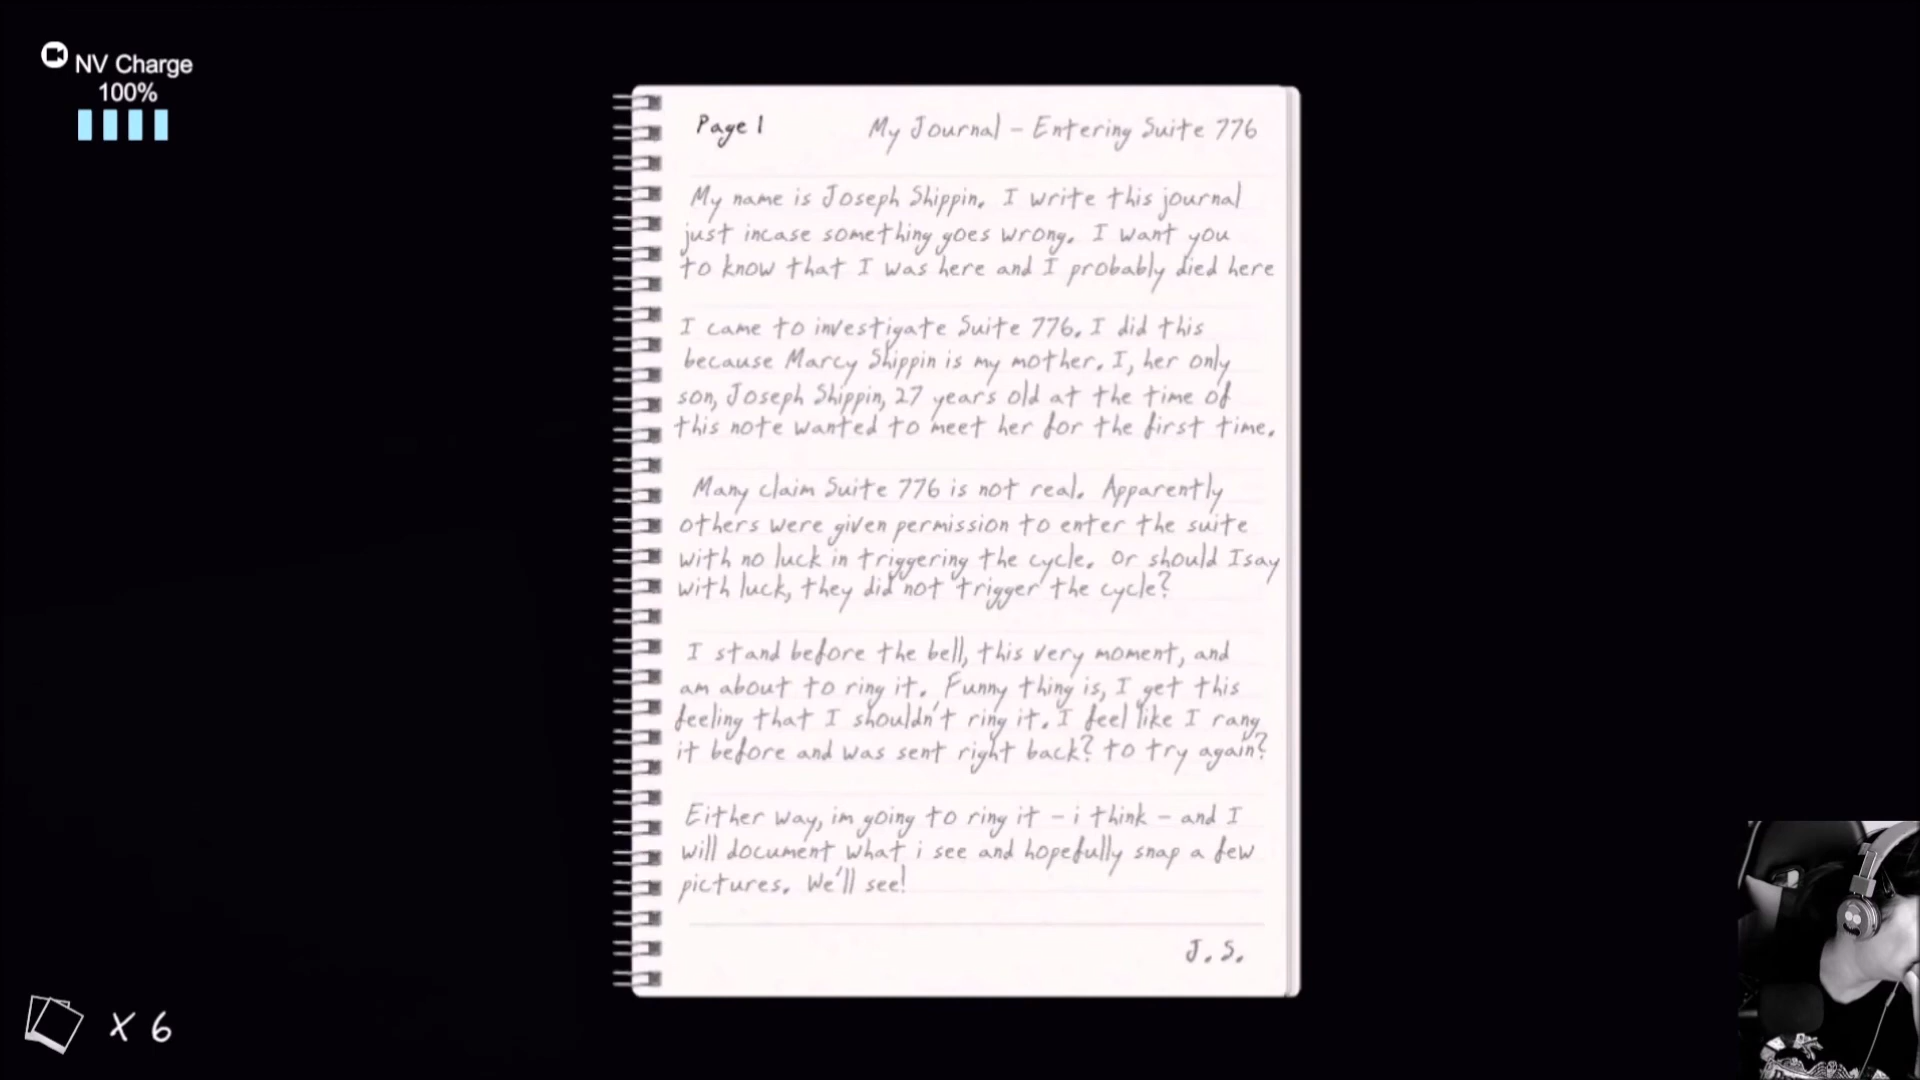 NV Charge
100%
Page 1
My Journal - Entering Suite 776
My name is Joseph Shippin. I write this journal
just incase something goes wrong. I want you
to know that I was here and I probably died here
I came to investigate Suite 776. I did this
because Marcy Shippin is my mother. I, her only
son, Joseph Shippin, 27 years old at the time of
this note wanted to meet her for the first time.
Many claim Suite 776 is not real. Apparently
others were given permission to enter the suite
with no luck in triggering the cycle. Or should I say
with luck, they did not trigger the cycle?
I stand before the bell, this very moment, and
am about to ring it. Funny thing is, I get this
feeling that I shouldn't ring it. I feel like I rang
it before and was sent right back? to try again?
Either way, im going to ring it - i think - and I
will document what i see and hopefully snap a few
pictures. We'll see!
J. S.
X 6